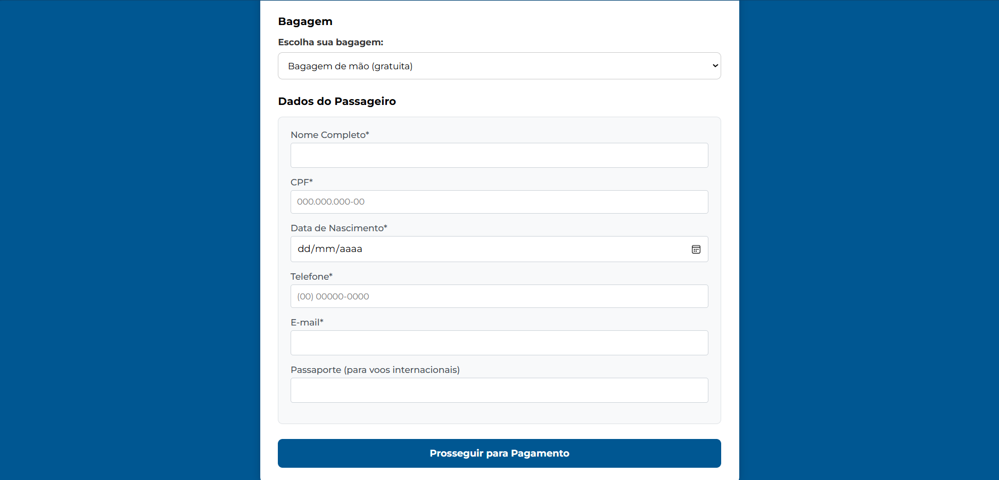 Bagagem
Escolha sua bagagem:
Bagagem de mão (gratuita)
Dados do Passageiro
Nome Completo*
CPF*
000.000.000-00
Data de Nascimento*
dd/mm/aaaa
Telefone*
(00) 00000-0000
E-mail*
Passaporte (para voos internacionais)
Prosseguir para Pagamento